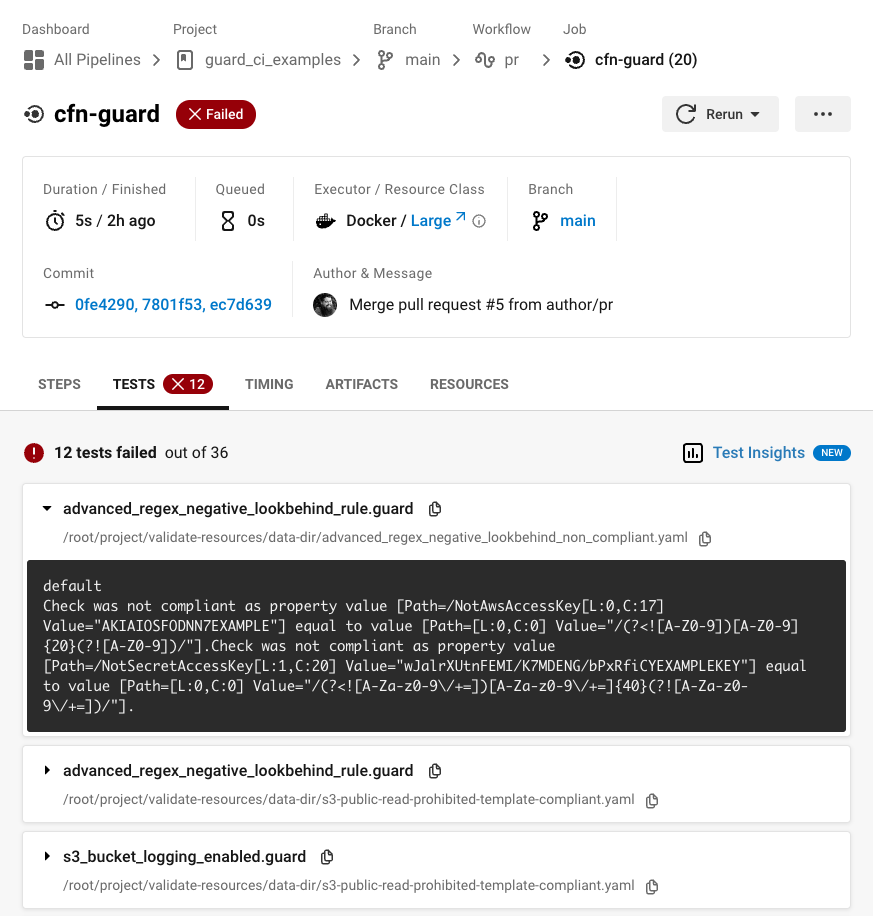 Dashboard Project Branch Workflow Job
All Pipelines guard_ci_examples main pr cfn-guard (20)
cfn-guard Failed Rerun
Duration / Finished Queued Executor / Resource Class Branch
5s / 2h ago 0s Docker / Large main
Commit Author & Message
0fe4290, 7801f53, ec7d639 Merge pull request #5 from author/pr
STEPS TESTS 12 TIMING ARTIFACTS RESOURCES
12 tests failed out of 36 Test Insights NEW
advanced_regex_negative_lookbehind_rule.guard
/root/project/validate-resources/data-dir/advanced_regex_negative_lookbehind_non_compliant.yaml
default
Check was not compliant as property value [Path=/NotAwsAccessKey[L:0,C:17]
Value="AKIAIOSFODNN7EXAMPLE"] equal to value [Path=[L:0,C:0] Value="/(?<![A-Z0-9])[A-Z0-9]
{20}(?![A-Z0-9])/"].Check was not compliant as property value
[Path=/NotSecretAccessKey[L:1,C:20] Value="wJalrXUtnFEMI/K7MDENG/bPxRfiCYEXAMPLEKEY"] equal
to value [Path=[L:0,C:0] Value="/(?<![A-Za-z0-9\/+=])[A-Za-z0-9\/+=]{40}(?![A-Za-z0-
9\/+=])/"].
advanced_regex_negative_lookbehind_rule.guard
/root/project/validate-resources/data-dir/s3-public-read-prohibited-template-compliant.yaml
s3_bucket_logging_enabled.guard
/root/project/validate-resources/data-dir/s3-public-read-prohibited-template-compliant.yaml